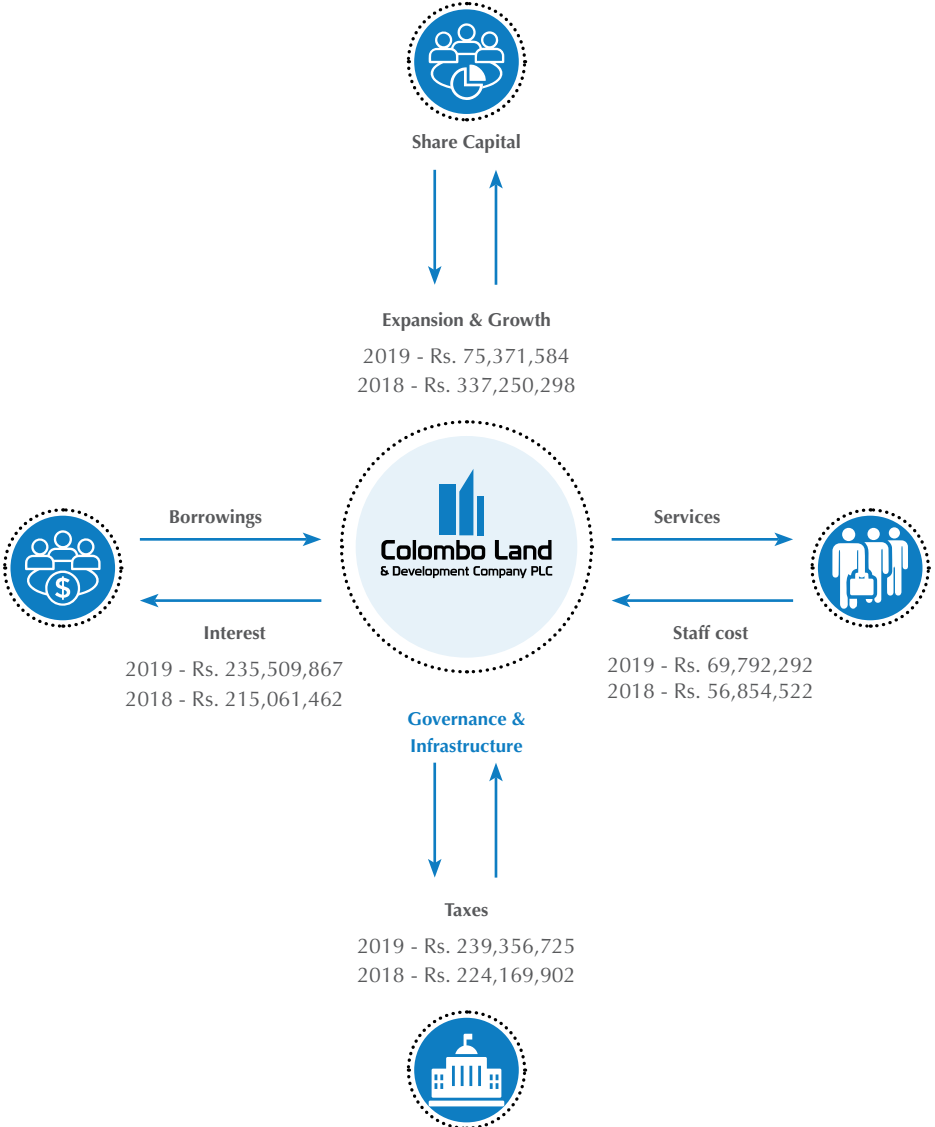 Share Capital
Expansion & Growth
2019 - Rs. 75,371,584
2018 - Rs. 337,250,298
Borrowings
Colombo Land
& Development Company PLC
Services
$
Interest
2019 - Rs. 235,509,867
2018 - Rs. 215,061,462
Staff cost
2019 - Rs. 69,792,292
2018 - Rs. 56,854,522
Governance &
Infrastructure
Taxes
2019 - Rs. 239,356,725
2018 - Rs. 224,169,902